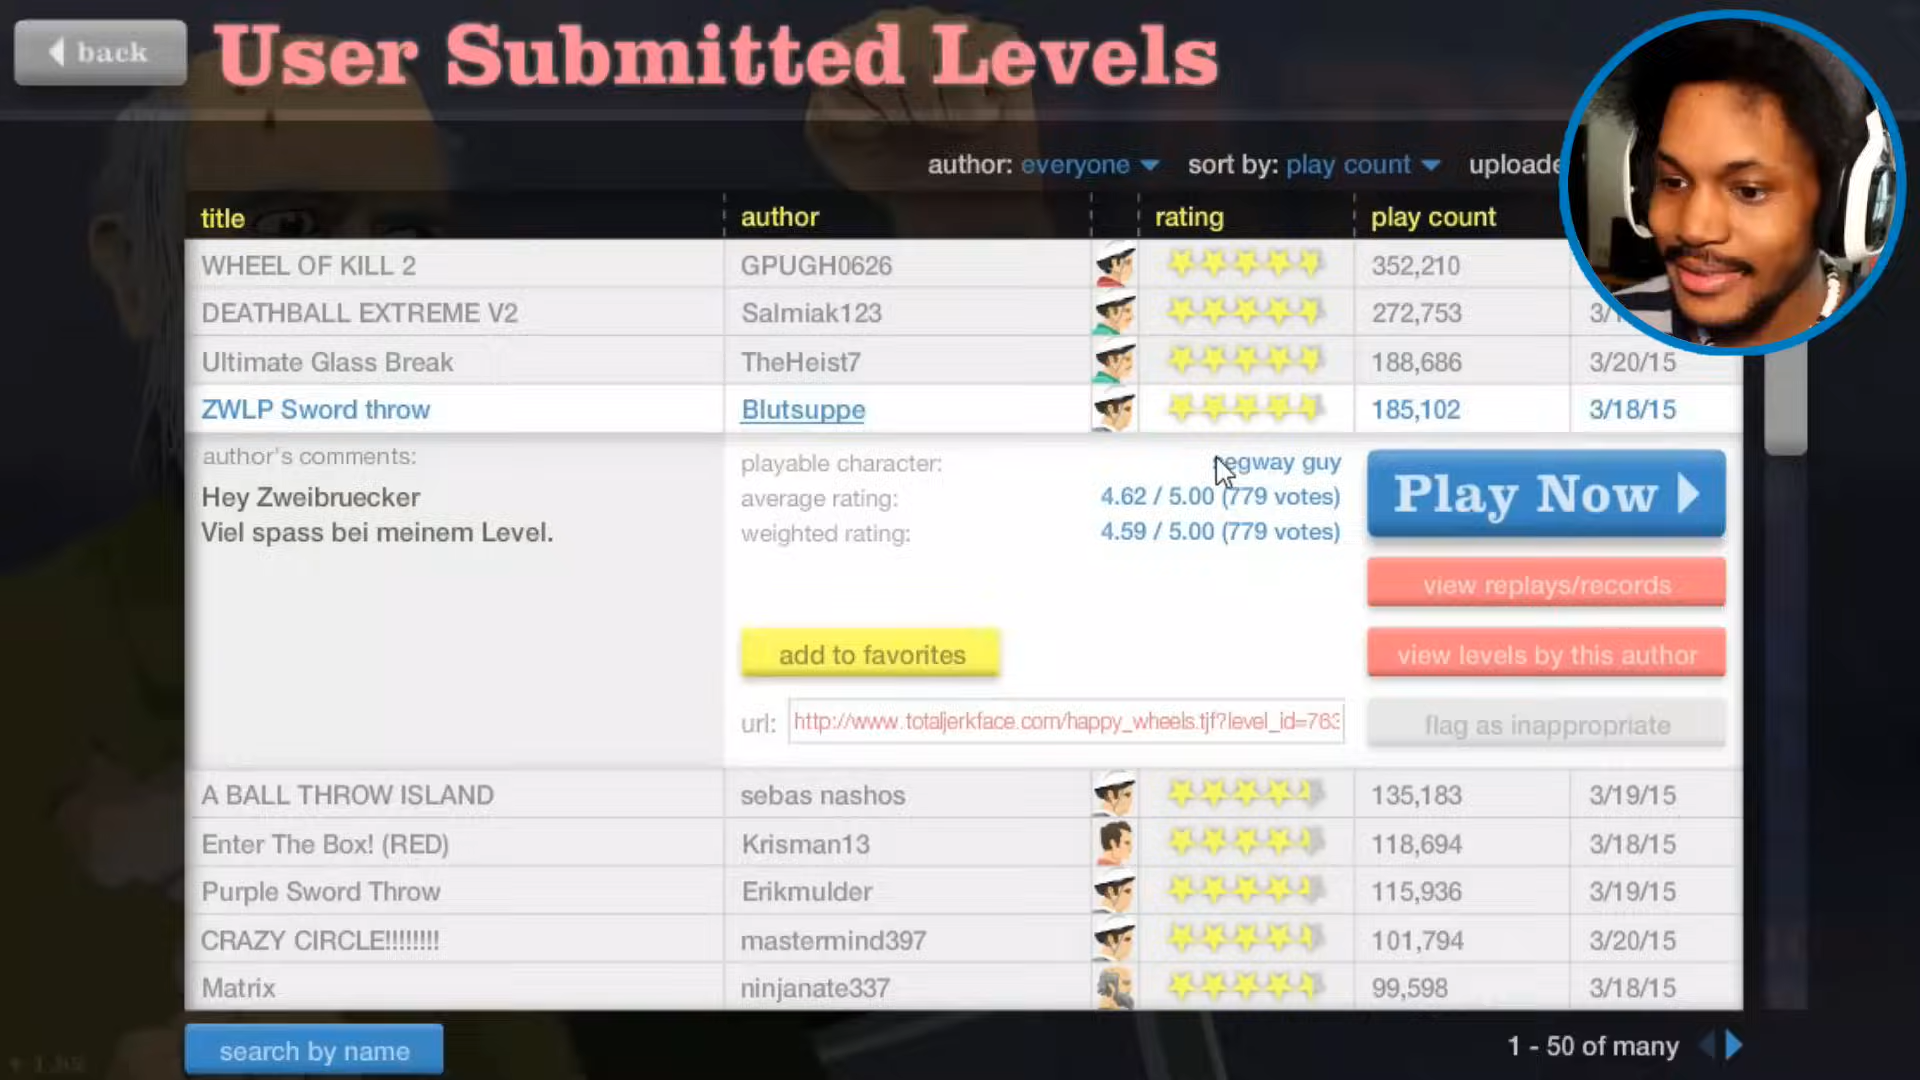 back
User Submitted Levels
author: everyone sort by: play count uploade
title author rating play count
WHEEL OF KILL 2 GPUGH0626 352,210
DEATHBALL EXTREME V2 Salmiak123 272,753
Ultimate Glass Break TheHeist7 188,686 3/20/15
ZWLP Sword throw Blutsuppe 185,102 3/18/15
author's comments:
Hey Zweibruecker
Viel spass bei meinem Level.
playable character: segway guy
average rating: 4.62 / 5.00 (779 votes)
weighted rating: 4.59 / 5.00 (779 votes)
add to favorites
url: http://www.totaljerkface.com/happy_wheels.tjf?level_id=763
Play Now
view replays/records
view levels by this author
flag as inappropriate
A BALL THROW ISLAND sebas nashos 135,183 3/19/15
Enter The Box! (RED) Krisman13 118,694 3/18/15
Purple Sword Throw Erikmulder 115,936 3/19/15
CRAZY CIRCLE!!!!!!!! mastermind397 101,794 3/20/15
Matrix ninjanate337 99,598 3/18/15
search by name
1 - 50 of many